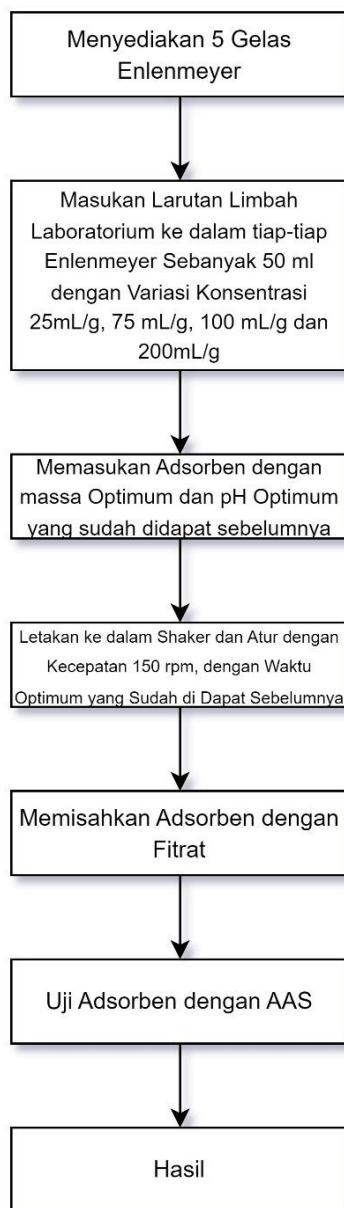 Menyediakan 5 Gelas
Enlenmeyer
Masukan Larutan Limbah
Laboratorium ke dalam tiap-tiap
Enlenmeyer Sebanyak 50 ml
dengan Variasi Konsentrasi
25mL/g, 75 mL/g, 100 mL/g dan
200mL/g
Memasukan Adsorben dengan
massa Optimum dan pH Optimum
yang sudah didapat sebelumnya
Letakan ke dalam Shaker dan Atur dengan
Kecepatan 150 rpm, dengan Waktu
Optimum yang Sudah di Dapat Sebelumnya
Memisahkan Adsorben dengan
Fitrat
Uji Adsorben dengan AAS
Hasil